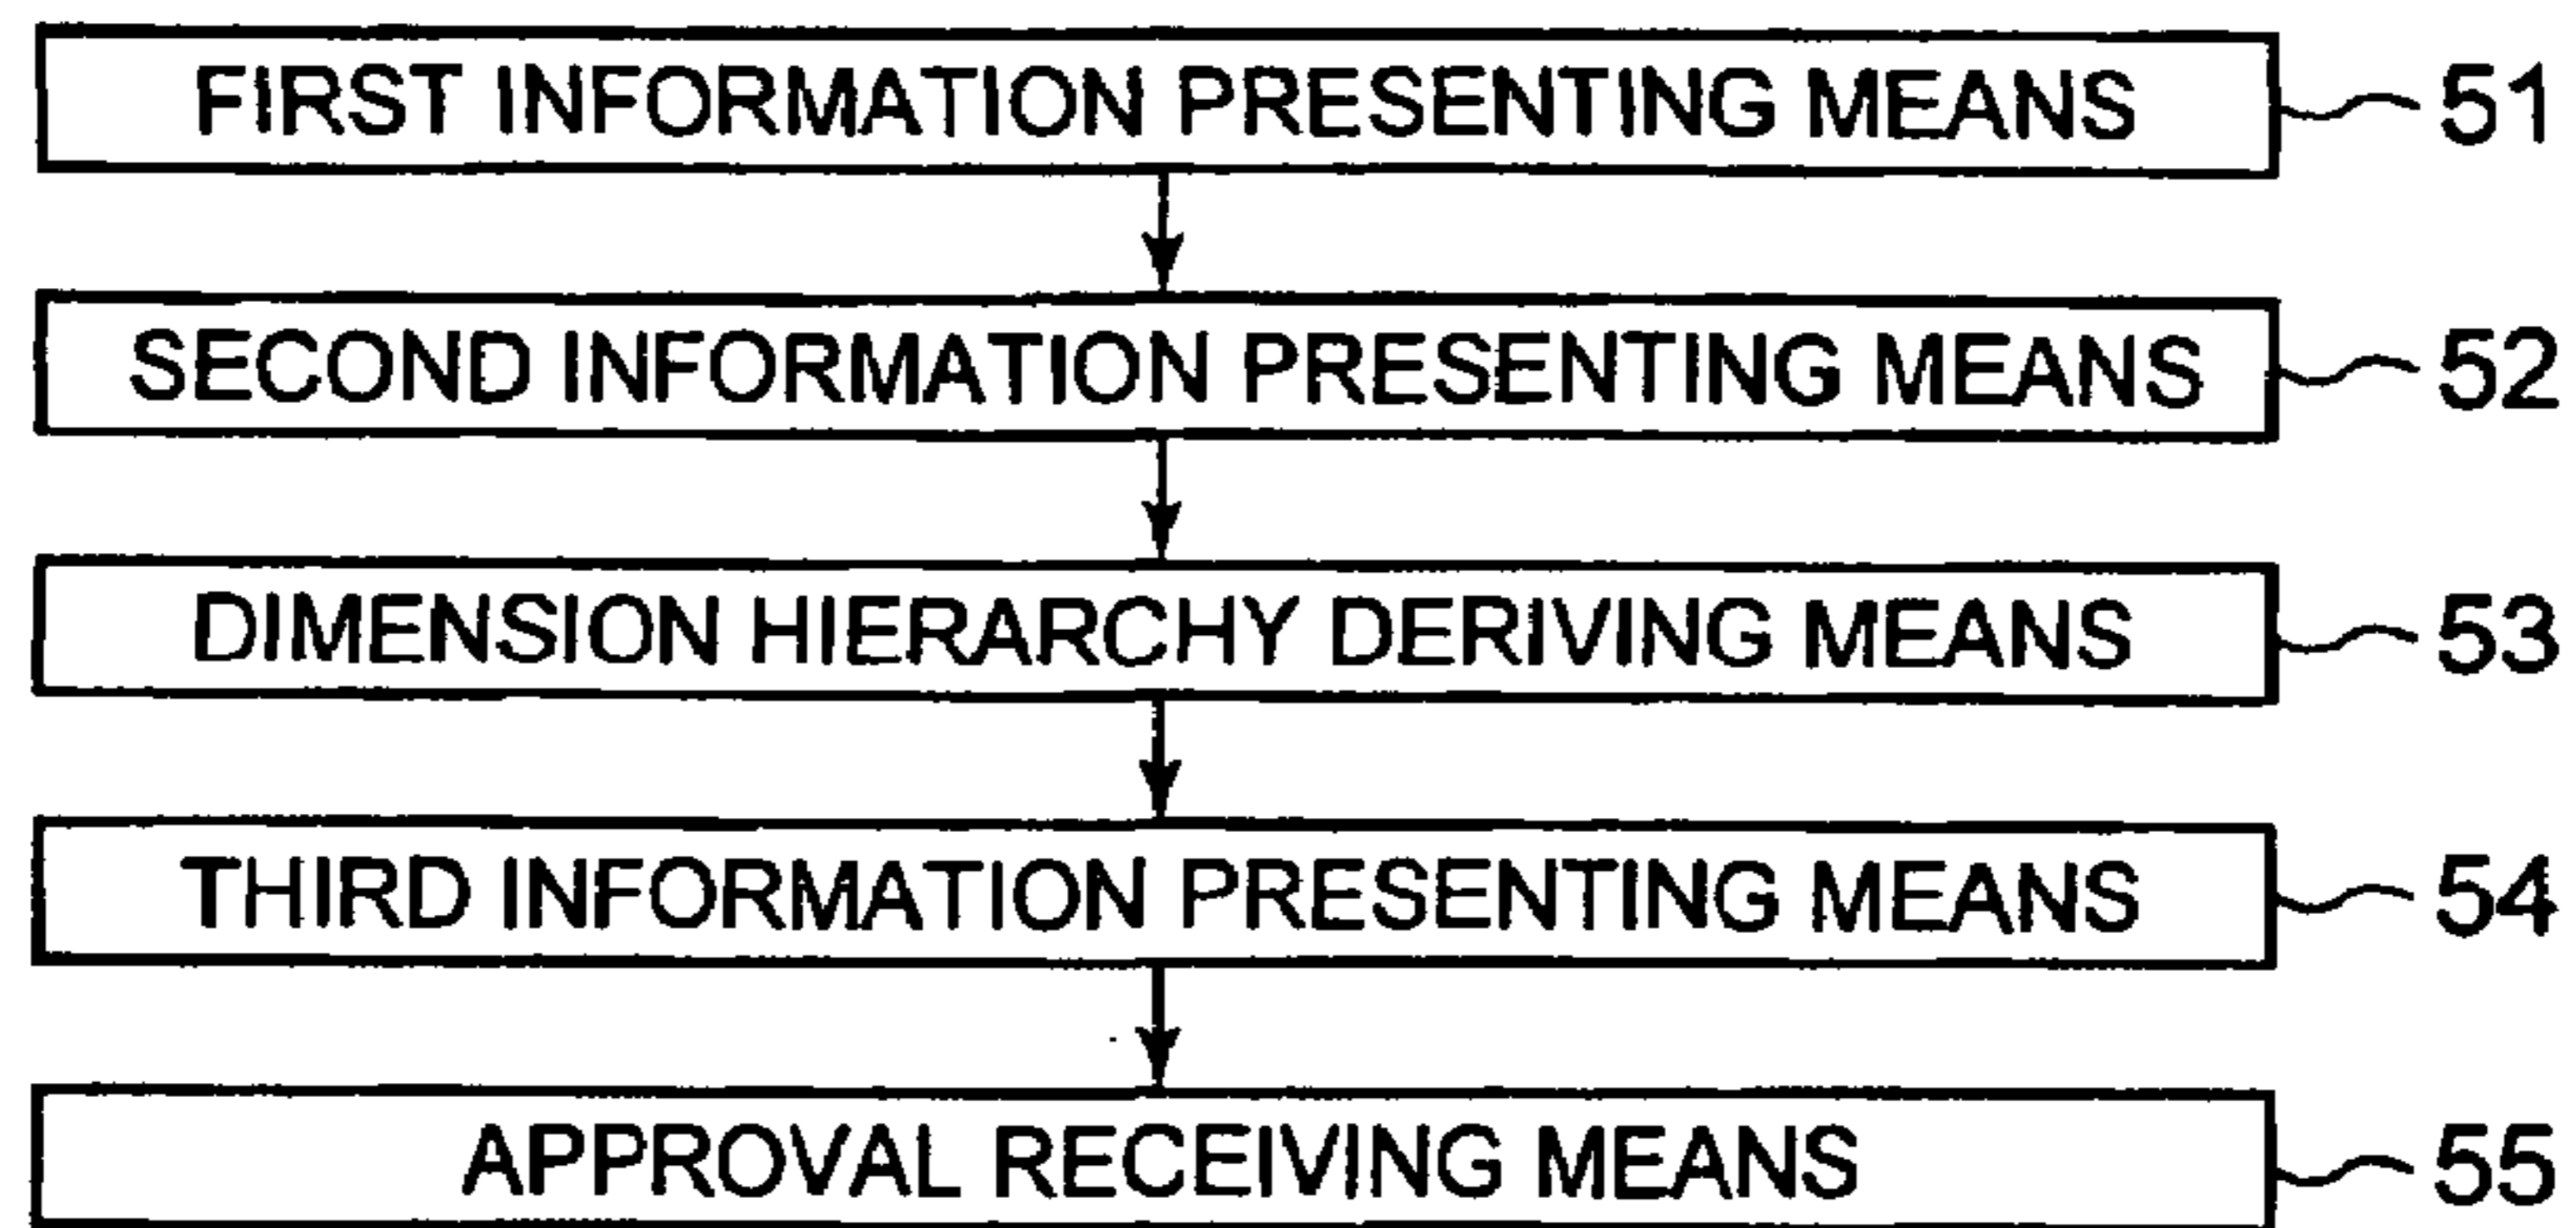 FIRST INFORMATION PRESENTING MEANS 51
SECOND INFORMATION PRESENTING MEANS 52
DIMENSION HIERARCHY DERIVING MEANS 53
THIRD INFORMATION PRESENTING MEANS 54
APPROVAL RECEIVING MEANS 55